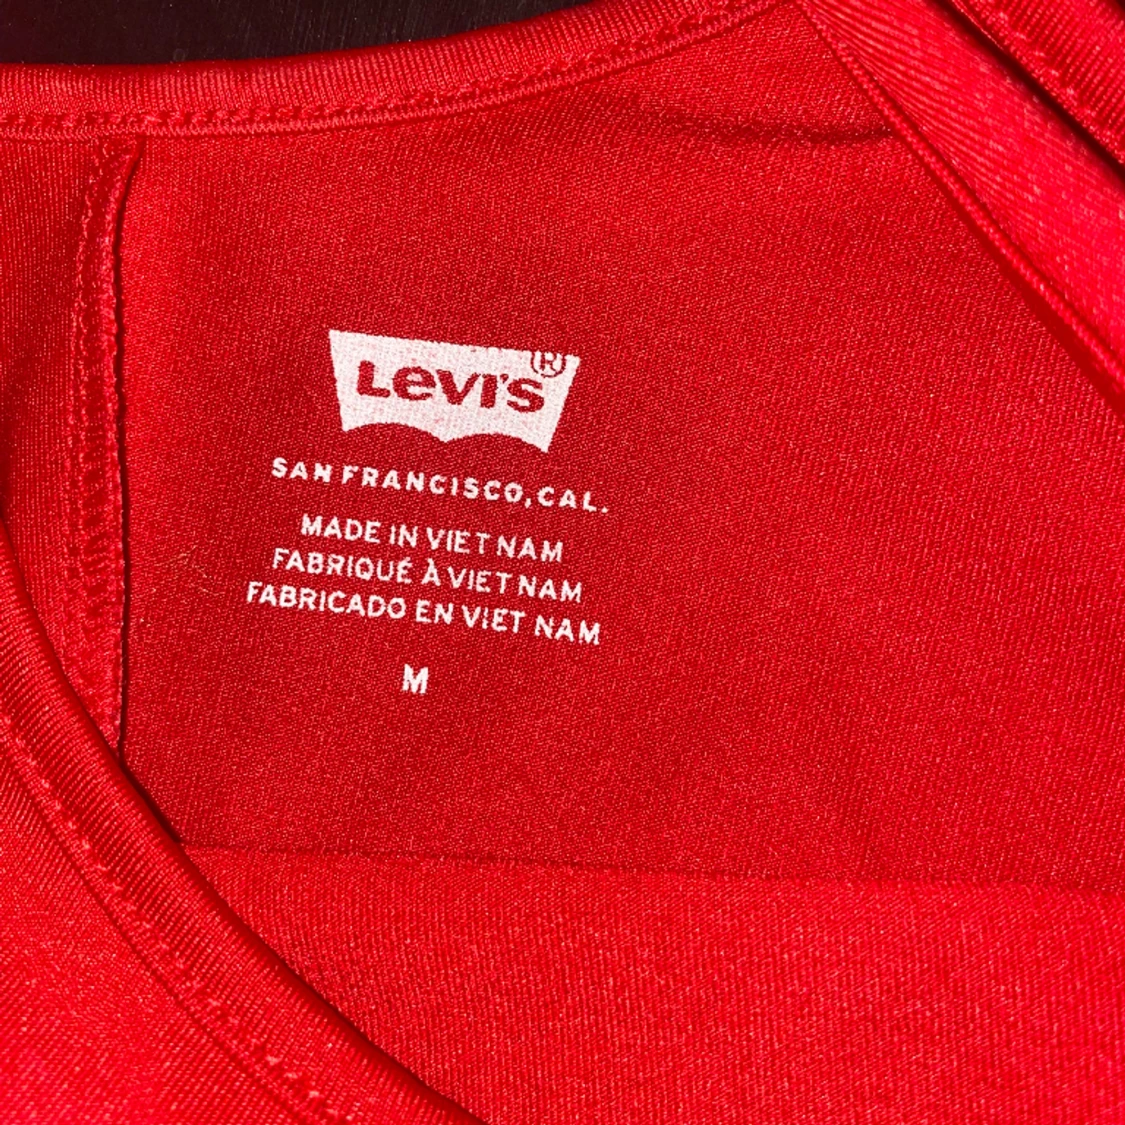 Levi's®
SAN FRANCISCO, CAL.
MADE IN VIET NAM
FABRIQUÉ À VIET NAM
FABRICADO EN VIET NAM
M